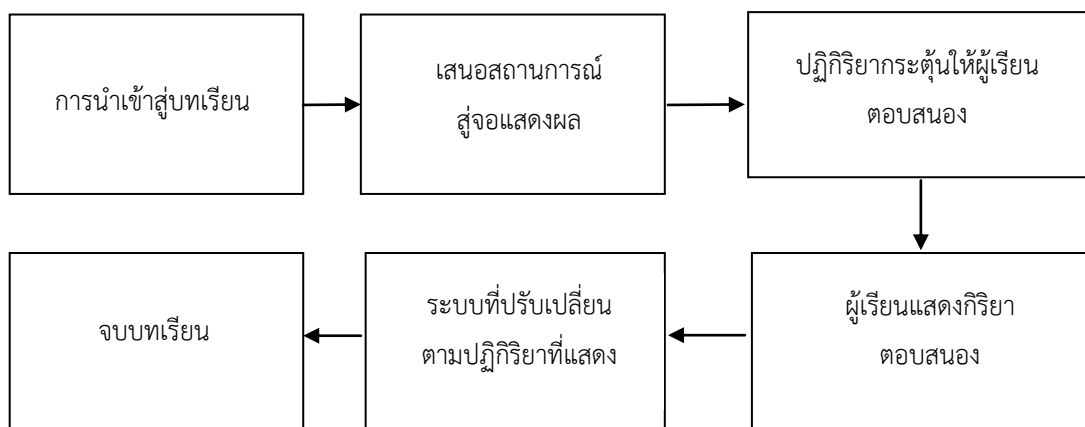 การนำเข้าสู่บทเรียน
เสนอสถานการณ์
สู่จอแสดงผล
ปฏิกิริยากระตุ้นให้ผู้เรียน
ตอบสนอง
ผู้เรียนแสดงกิริยา
ตอบสนอง
ระบบที่ปรับเปลี่ยน
ตามปฏิกิริยาที่แสดง
จบบทเรียน